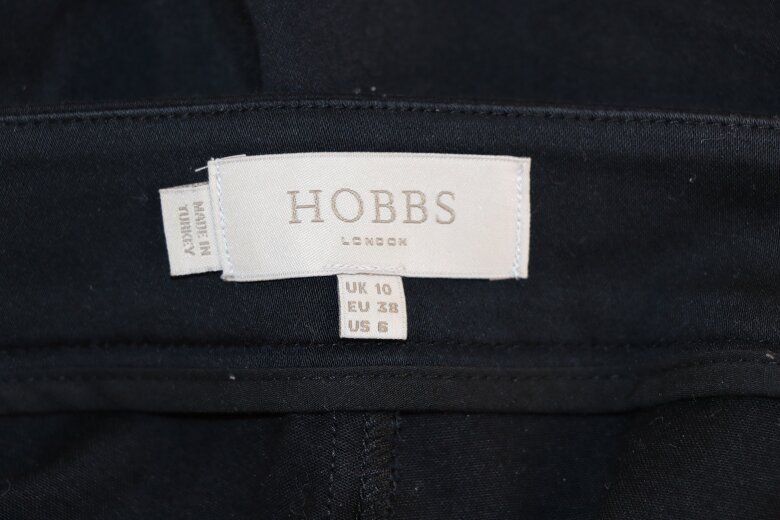 HOBBS
LONDON
MADE IN
TURKEY
UK 10
EU 38
US 6